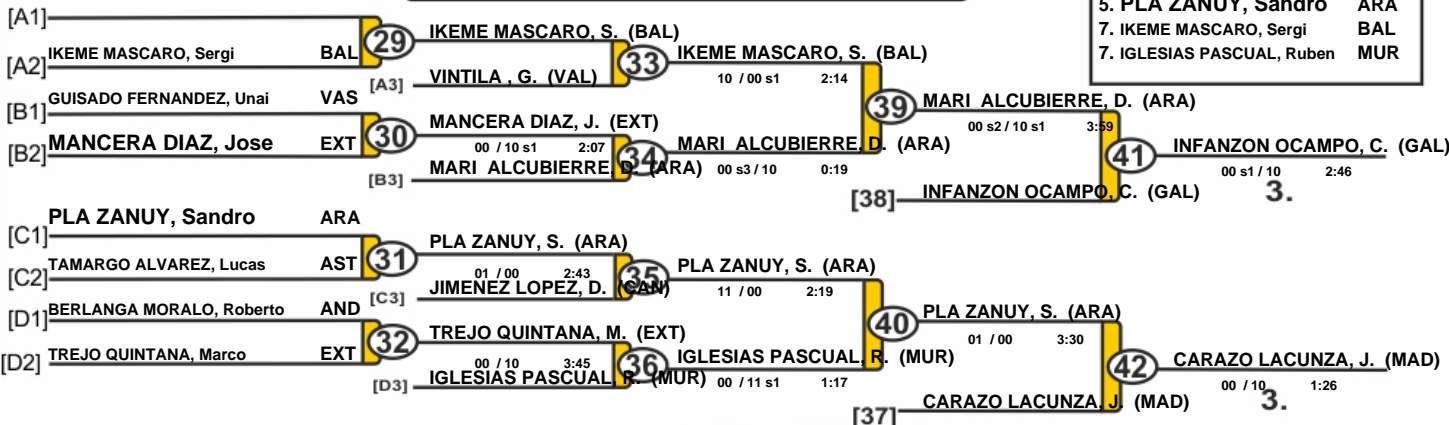 5. PLA ZANUY, Sandro ARA
7. IKEME MASCARO, Sergi BAL
7. IGLESIAS PASCUAL, Ruben MUR
[A1]
[A2] IKEME MASCARO, Sergi BAL
29
IKEME MASCARO, S. (BAL)
[A3] VINTILA , G. (VAL)
33
IKEME MASCARO, S. (BAL)
10 / 00 s1 2:14
[B1] GUISADO FERNANDEZ, Unai VAS
[B2] MANCERA DIAZ, Jose EXT
30
MANCERA DIAZ, J. (EXT)
00 / 10 s1 2:07
[B3] MARI ALCUBIERRE, D. (ARA)
34
MARI ALCUBIERRE, D. (ARA)
00 s3 / 10 0:19
39
MARI ALCUBIERRE, D. (ARA)
00 s2 / 10 s1 3:59
[38] INFANZON OCAMPO, C. (GAL)
41
INFANZON OCAMPO, C. (GAL)
00 s1 / 10 2:46
3.
[C1] PLA ZANUY, Sandro ARA
[C2] TAMARGO ALVAREZ, Lucas AST
31
PLA ZANUY, S. (ARA)
01 / 00 2:43
[C3] JIMENEZ LOPEZ, D. (CAN)
35
PLA ZANUY, S. (ARA)
11 / 00 2:19
[D1] BERLANGA MORALO, Roberto AND
[D2] TREJO QUINTANA, Marco EXT
32
TREJO QUINTANA, M. (EXT)
00 / 10 3:45
[D3] IGLESIAS PASCUAL, R. (MUR)
36
IGLESIAS PASCUAL, R. (MUR)
00 / 11 s1 1:17
40
PLA ZANUY, S. (ARA)
01 / 00 3:30
[37] CARAZO LACUNZA, J. (MAD)
42
CARAZO LACUNZA, J. (MAD)
00 / 10 1:26
3.